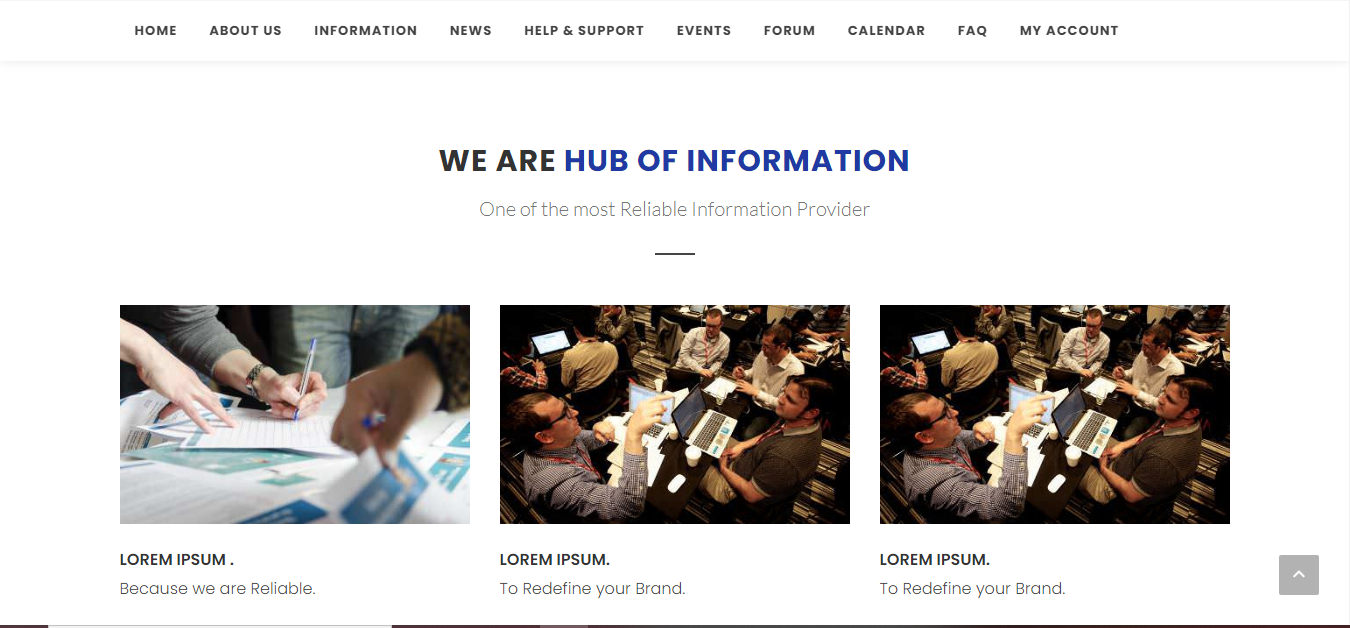 HOME ABOUT US INFORMATION NEWS HELP & SUPPORT EVENTS FORUM CALENDAR FAQ MY ACCOUNT
WE ARE HUB OF INFORMATION
One of the most Reliable Information Provider
LOREM IPSUM .
Because we are Reliable.
LOREM IPSUM.
To Redefine your Brand.
LOREM IPSUM.
To Redefine your Brand.